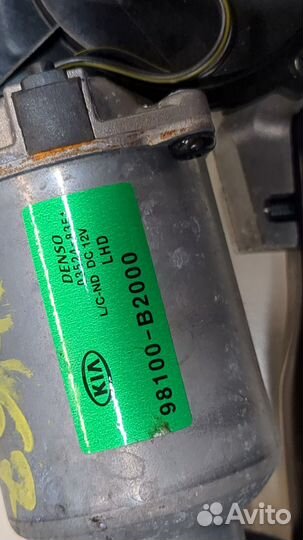 DENSO
L/C-ND DC 12V
LHD
KIA
98100-B2000
Avito